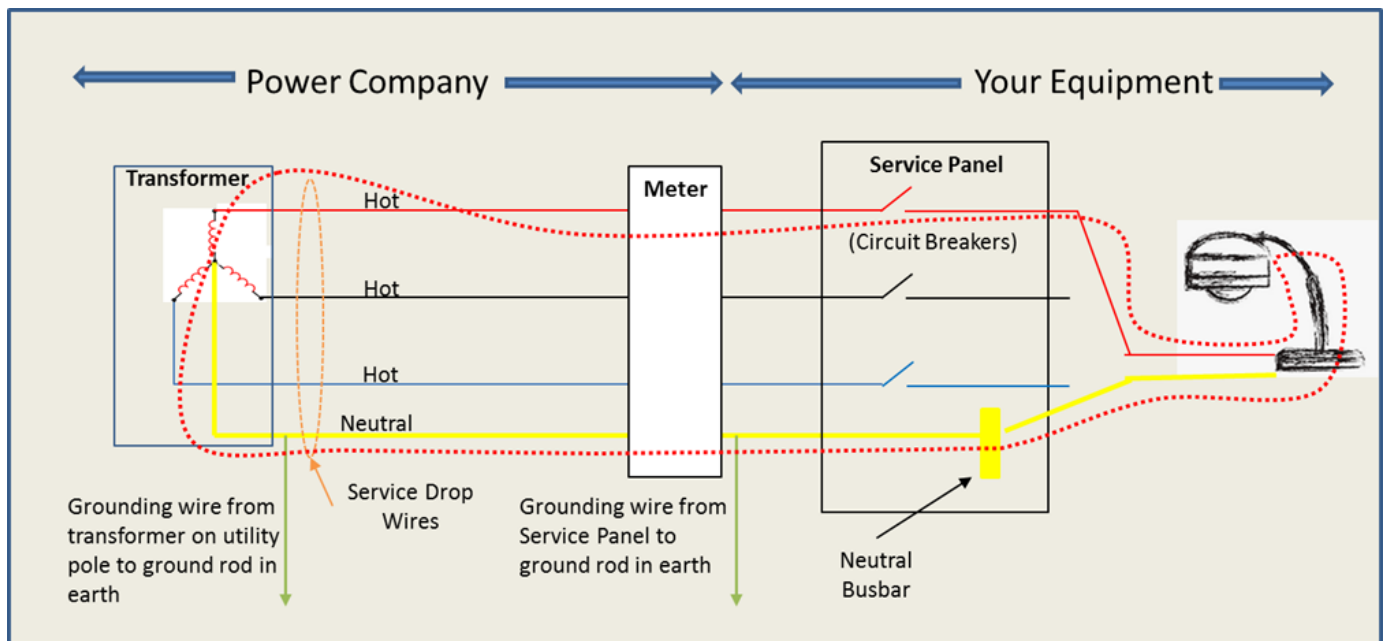 Power Company
Your Equipment
Transformer
Meter
Service Panel
Hot
(Circuit Breakers)
Hot
Hot
Neutral
Service Drop
Wires
Grounding wire from
transformer on utility
pole to ground rod in
earth
Grounding wire from
Service Panel to
ground rod in earth
Neutral
Busbar